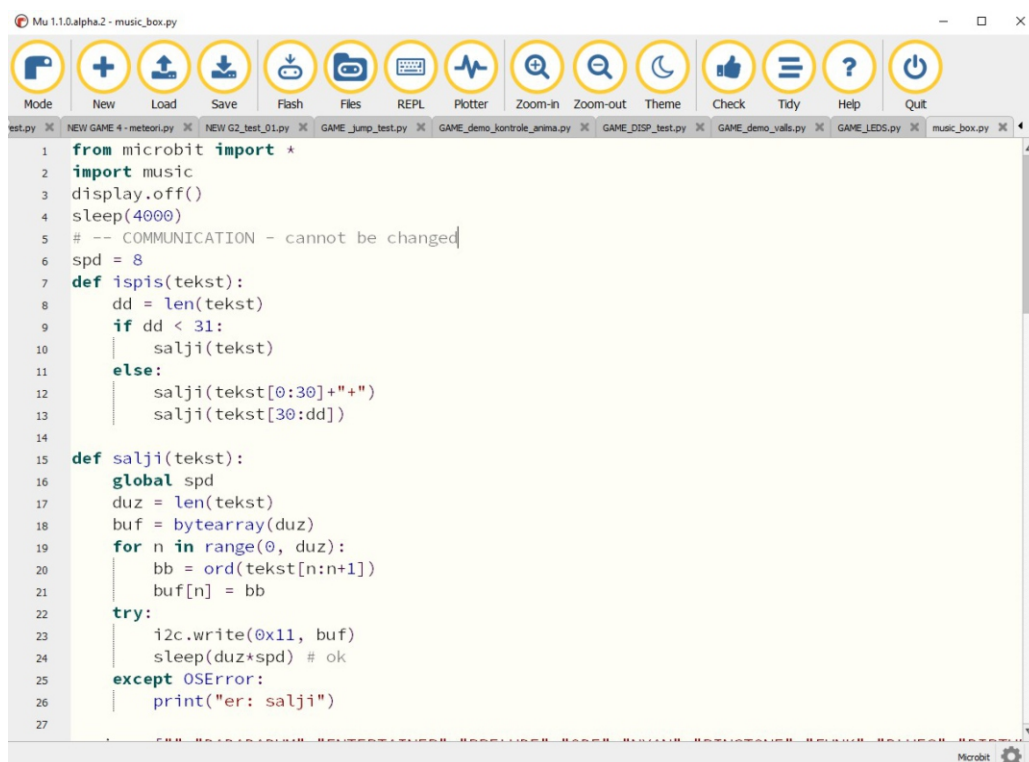 Mu 1.1.0.alpha.2 - music_box.py
Mode New Load Save Flash Files REPL Plotter Zoom-in Zoom-out Theme Check Tidy Help Quit
est.py NEW GAME 4 - meteori.py NEW G2_test_01.py GAME_jump_test.py GAME_demo_kontrole_anima.py GAME_DISP_test.py GAME_demo_valls.py GAME_LEDS.py music_box.py
1 from microbit import *
2 import music
3 display.off()
4 sleep(4000)
5 # -- COMMUNICATION - cannot be changed
6 spd = 8
7 def ispis(tekst):
8 dd = len(tekst)
9 if dd < 31:
10 salji(tekst)
11 else:
12 salji(tekst[0:30]+"+")
13 salji(tekst[30:dd])
14
15 def salji(tekst):
16 global spd
17 duz = len(tekst)
18 buf = bytearray(duz)
19 for n in range(0, duz):
20 bb = ord(tekst[n:n+1])
21 buf[n] = bb
22 try:
23 i2c.write(0x11, buf)
24 sleep(duz*spd) # ok
25 except OSError:
26 print("er: salji")
27
Microbit